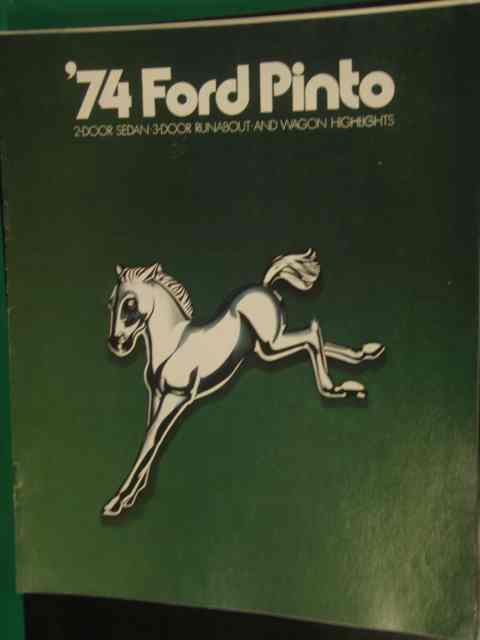 '74 Ford Pinto
2-DOOR SEDAN·3-DOOR RUNABOUT·AND WAGON HIGHLIGHTS